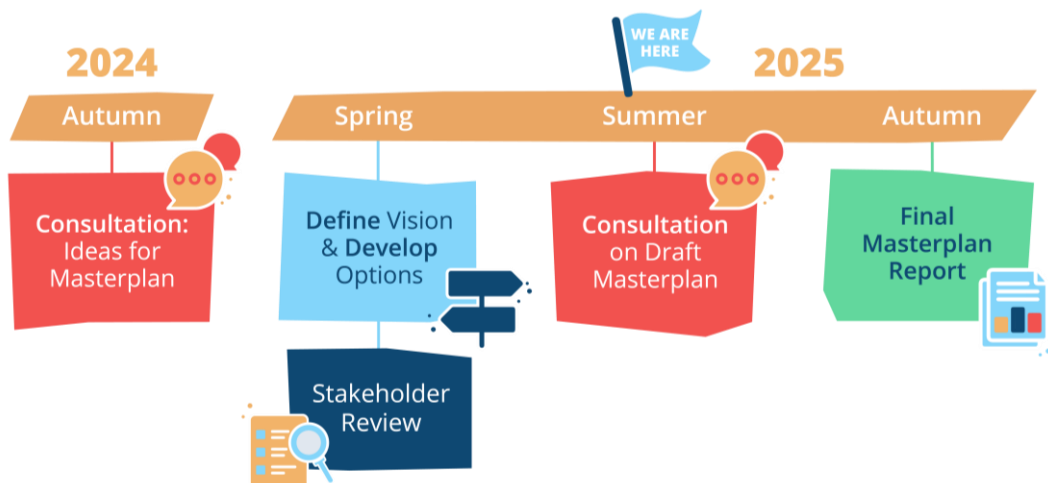 2024
WE ARE
HERE
2025
Autumn
Spring
Summer
Autumn
Consultation:
Ideas for
Masterplan
Define Vision
& Develop
Options
Consultation
on Draft
Masterplan
Final
Masterplan
Report
Stakeholder
Review